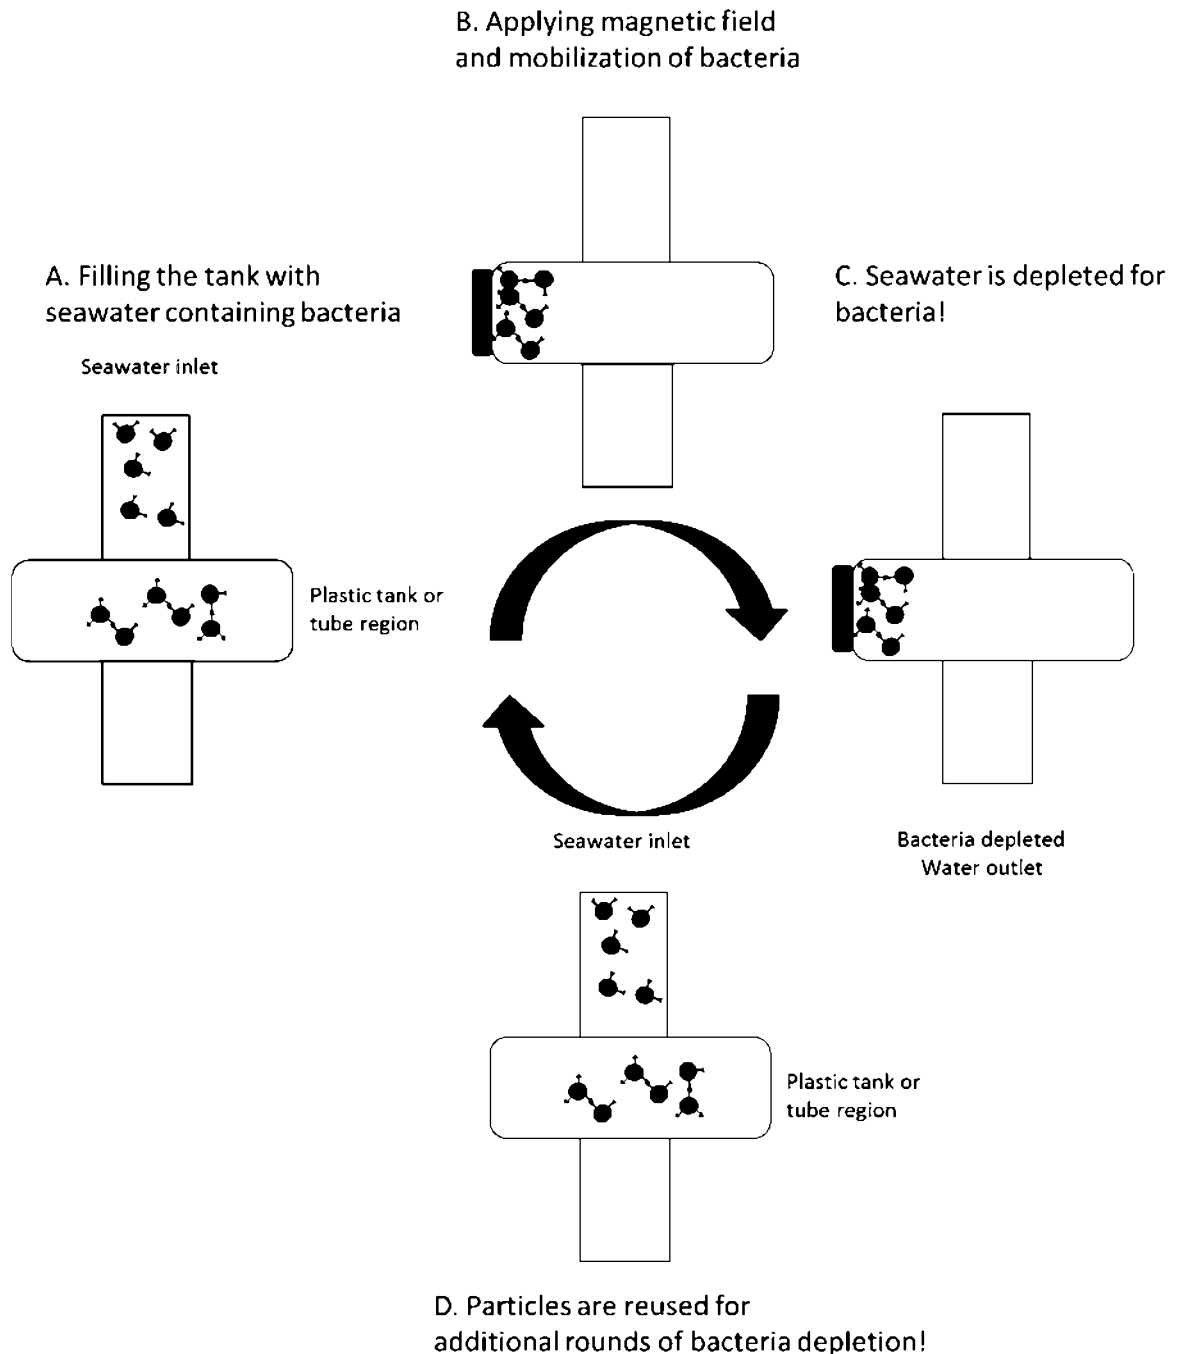 B. Applying magnetic field
and mobilization of bacteria
A. Filling the tank with
seawater containing bacteria
C. Seawater is depleted for
bacteria!
Seawater inlet
Plastic tank or
tube region
Seawater inlet
Bacteria depleted
Water outlet
Plastic tank or
tube region
D. Particles are reused for
additional rounds of bacteria depletion!